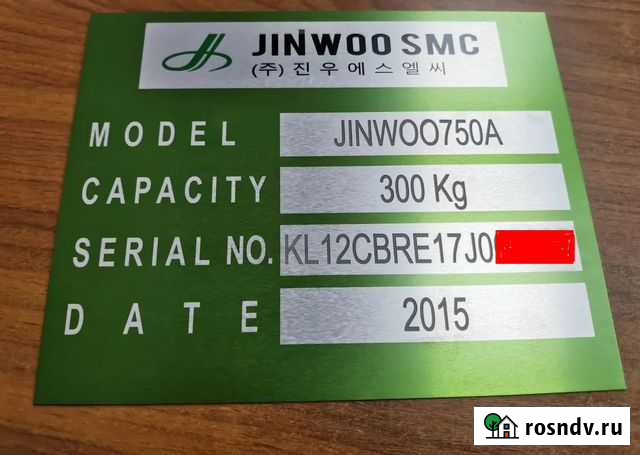 JINWOO SMC
(주) 진우에스엘씨
MODEL JINWOO750A
CAPACITY 300 Kg
SERIAL NO. KL12CBRE17J0
DATE 2015
rosndv.ru